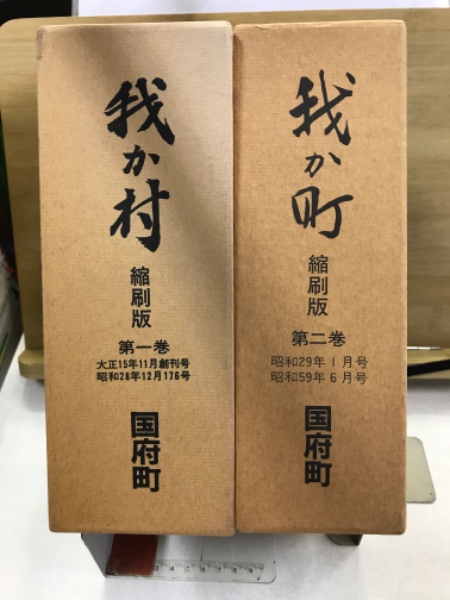 我か村
縮刷版
第一巻
大正15年11月創刊号
昭和28年12月176号
国府町
我か町
縮刷版
第二巻
昭和29年1月号
昭和59年6月号
国府町